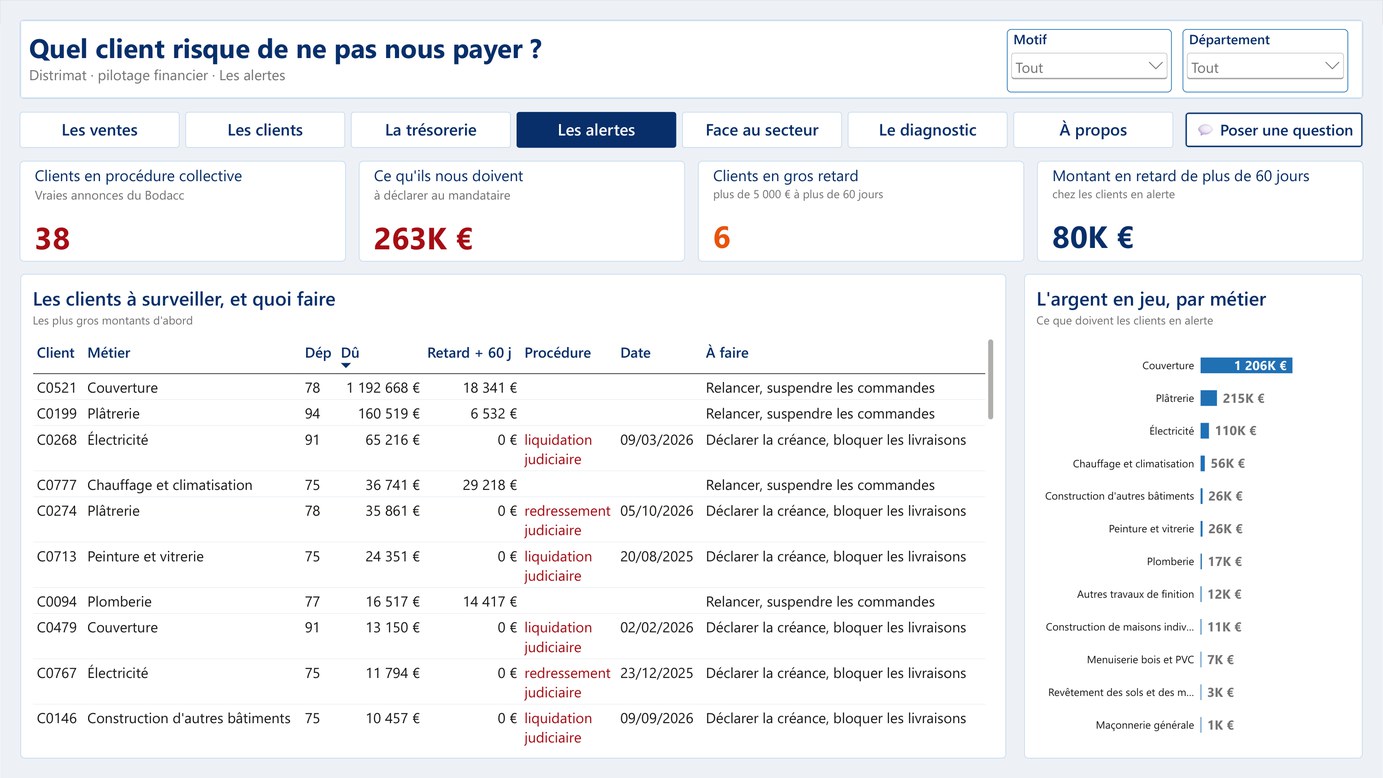 Quel client risque de ne pas nous payer ?
Distrimat · pilotage financier · Les alertes
Motif
Tout
Département
Tout
Les ventes
Les clients
La trésorerie
Les alertes
Face au secteur
Le diagnostic
À propos
Poser une question
Clients en procédure collective
Vraies annonces du Bodacc
38
Ce qu'ils nous doivent
à déclarer au mandataire
263K €
Clients en gros retard
plus de 5 000 € à plus de 60 jours
6
Montant en retard de plus de 60 jours
chez les clients en alerte
80K €
Les clients à surveiller, et quoi faire
Les plus gros montants d'abord
Client Métier Dép Dû Retard + 60 j Procédure Date À faire
C0521 Couverture 78 1 192 668 € 18 341 € Relancer, suspendre les commandes
C0199 Plâtrerie 94 160 519 € 6 532 € Relancer, suspendre les commandes
C0268 Électricité 91 65 216 € 0 € liquidation 09/03/2026 Déclarer la créance, bloquer les livraisons
judiciaire
C0777 Chauffage et climatisation 75 36 741 € 29 218 € Relancer, suspendre les commandes
C0274 Plâtrerie 78 35 861 € 0 € redressement 05/10/2026 Déclarer la créance, bloquer les livraisons
judiciaire
C0713 Peinture et vitrerie 75 24 351 € 0 € liquidation 20/08/2025 Déclarer la créance, bloquer les livraisons
judiciaire
C0094 Plomberie 77 16 517 € 14 417 € Relancer, suspendre les commandes
C0479 Couverture 91 13 150 € 0 € liquidation 02/02/2026 Déclarer la créance, bloquer les livraisons
judiciaire
C0767 Électricité 75 11 794 € 0 € redressement 23/12/2025 Déclarer la créance, bloquer les livraisons
judiciaire
C0146 Construction d'autres bâtiments 75 10 457 € 0 € liquidation 09/09/2026 Déclarer la créance, bloquer les livraisons
judiciaire
L'argent en jeu, par métier
Ce que doivent les clients en alerte
Couverture 1 206K €
Plâtrerie 215K €
Électricité 110K €
Chauffage et climatisation 56K €
Construction d'autres bâtiments 26K €
Peinture et vitrerie 26K €
Plomberie 17K €
Autres travaux de finition 12K €
Construction de maisons indiv... 11K €
Menuiserie bois et PVC 7K €
Revêtement des sols et des m... 3K €
Maçonnerie générale 1K €